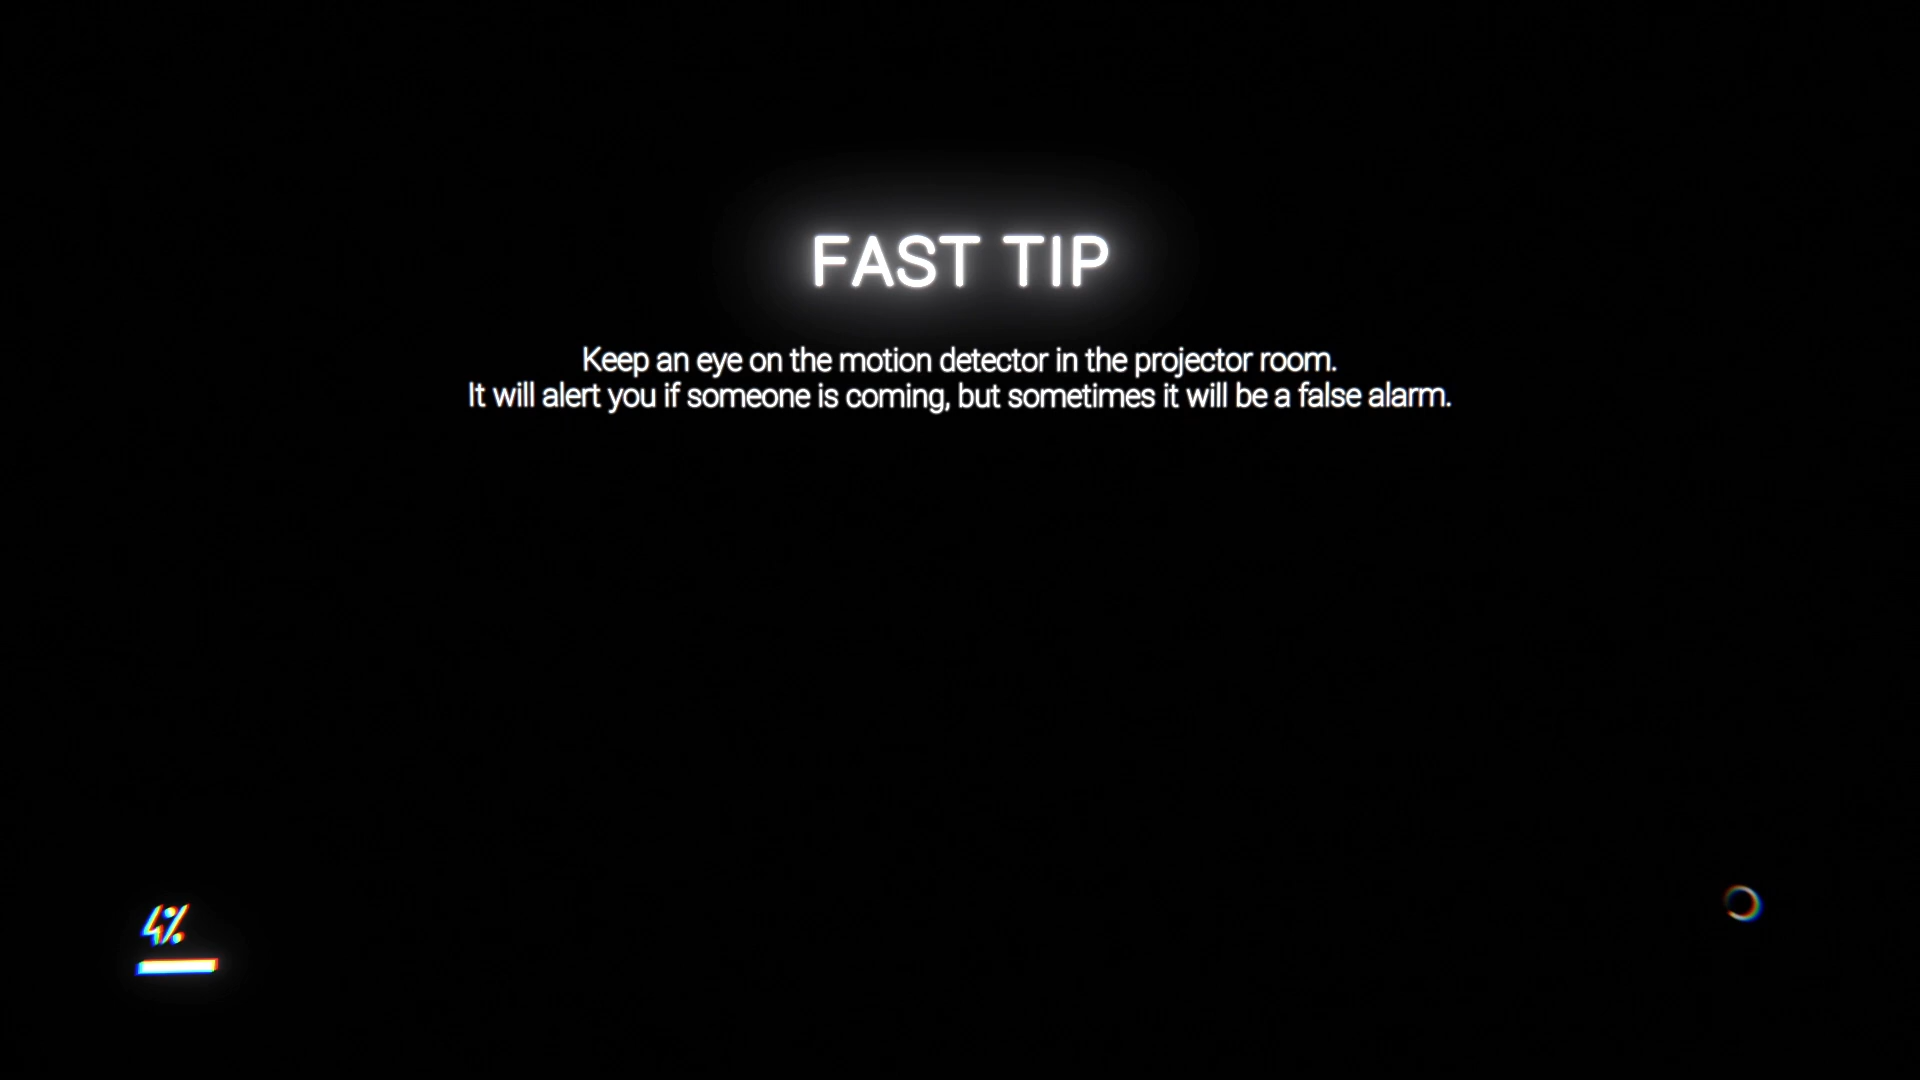 FAST TIP
Keep an eye on the motion detector in the projector room.
It will alert you if someone is coming, but sometimes it will be a false alarm.
4%